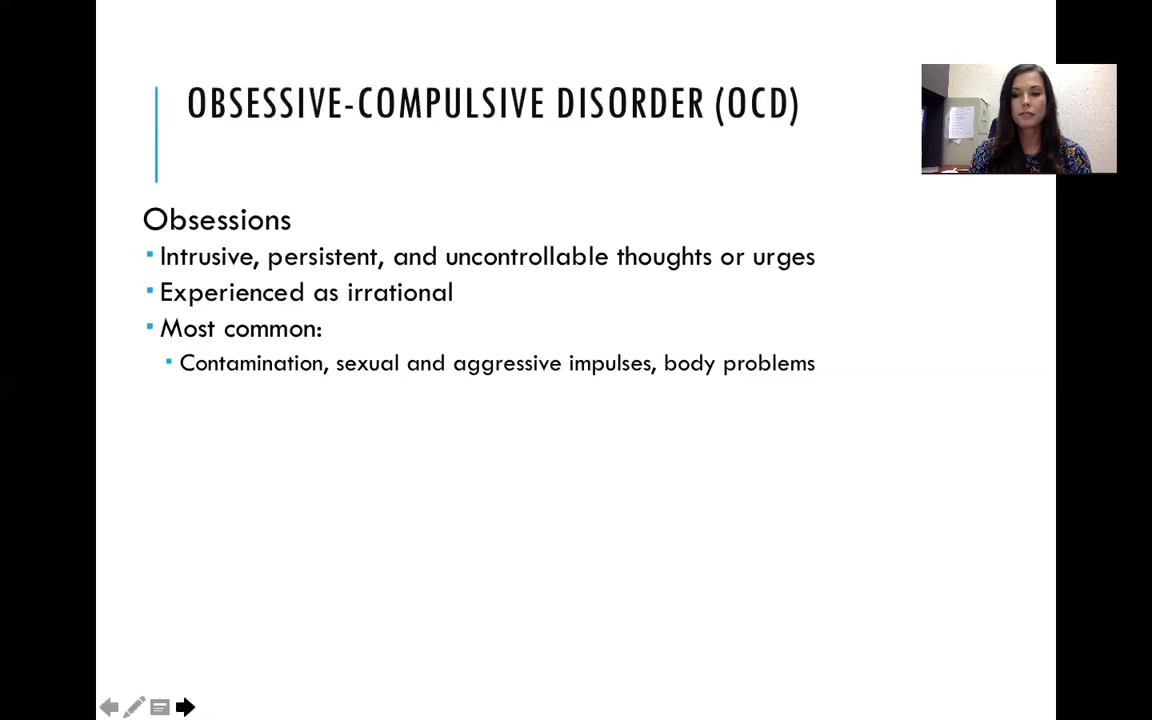 OBSESSIVE-COMPULSIVE DISORDER (OCD)
Obsessions
▪ Intrusive, persistent, and uncontrollable thoughts or urges
▪ Experienced as irrational
▪ Most common:
▪ Contamination, sexual and aggressive impulses, body problems